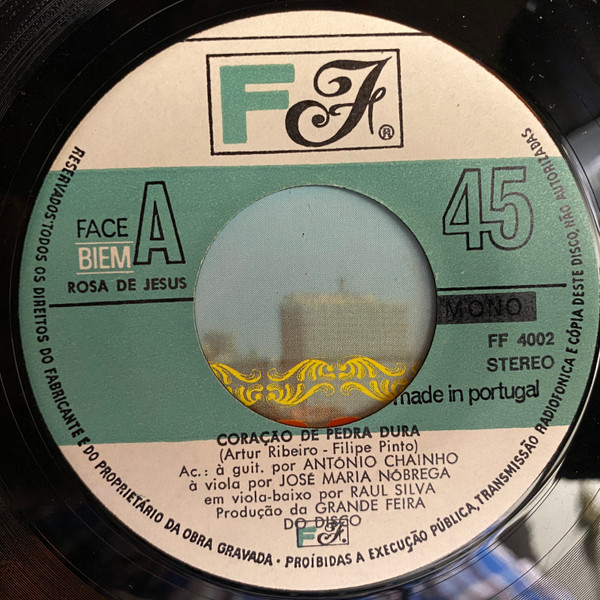 FF®
FACE A
BIEM
ROSA DE JESUS
45
MONO
FF 4002
STEREO
made in portugal
CORAÇÃO DE PEDRA DURA
(Artur Ribeiro - Filipe Pinto)
Ac.: à guit. por ANTÓNIO CHAINHO
à viola por JOSÉ MARIA NÓBREGA
em viola-baixo por RAUL SILVA
Produção da GRANDE FEIRA
DO DISCO
FF
RESERVADOS TODOS OS DIREITOS DO FABRICANTE E DO PROPRIETÁRIO DA OBRA GRAVADA • PROÍBIDAS A EXECUÇÃO PÚBLICA, TRANSMISSÃO RADIOFONICA E CÓPIA DESTE DISCO, NÃO AUTORIZADAS